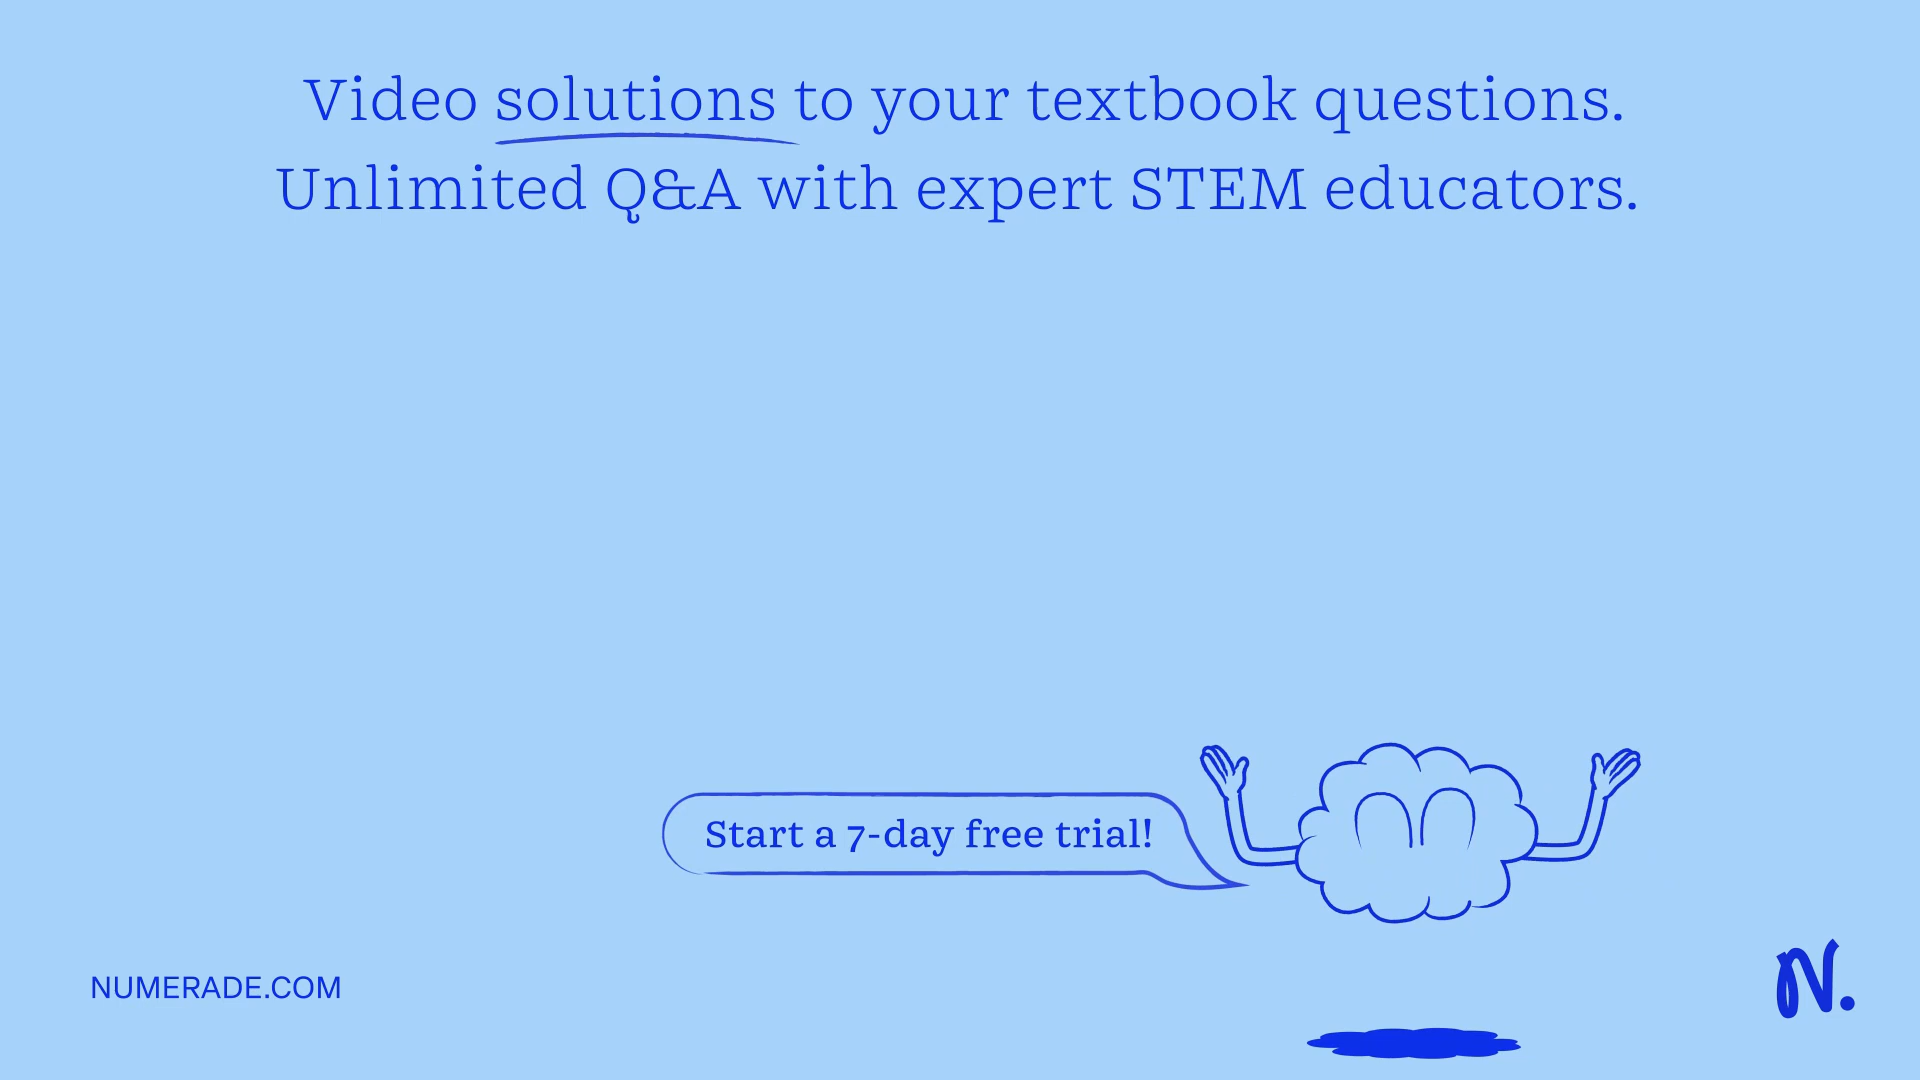 Video solutions to your textbook questions.
Unlimited Q&A with expert STEM educators.
Start a 7-day free trial!
NUMERADE.COM
N.